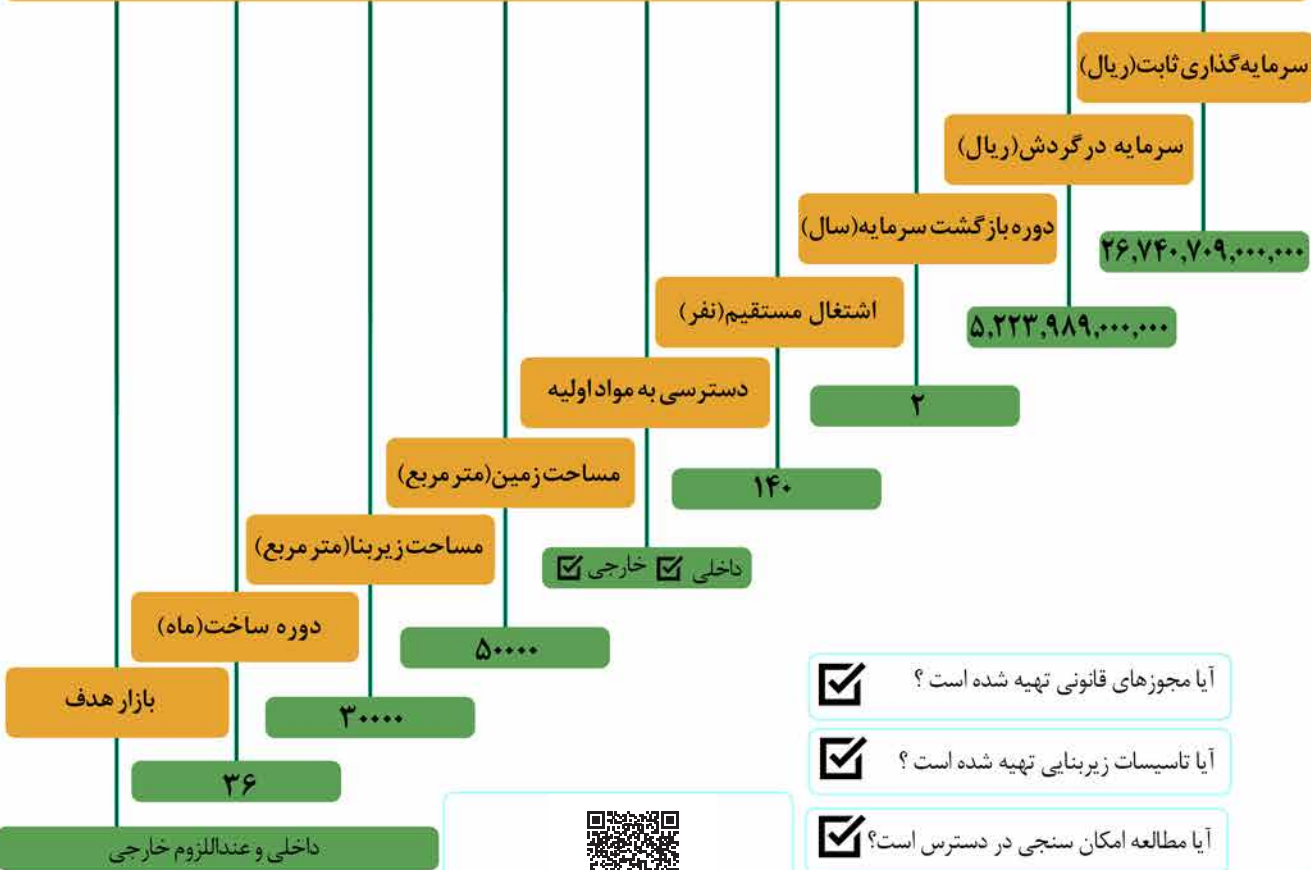 سرمایه‌گذاری ثابت(ریال)
۲۶,۷۴۰,۷۰۹,۰۰۰,۰۰۰
سرمایه در گردش(ریال)
۵,۲۲۳,۹۸۹,۰۰۰,۰۰۰
دوره بازگشت سرمایه(سال)
۲
اشتغال مستقیم(نفر)
۱۴۰
دسترسی به مواد اولیه
داخلی ☑ خارجی ☑
مساحت زمین(متر مربع)
۵۰۰۰۰
مساحت زیربنا(متر مربع)
۳۰۰۰۰
دوره ساخت(ماه)
۳۶
بازار هدف
داخلی و عنداللزوم خارجی
آیا مجوزهای قانونی تهیه شده است ؟ ☑
آیا تاسیسات زیربنایی تهیه شده است ؟ ☑
آیا مطالعه امکان سنجی در دسترس است؟ ☑